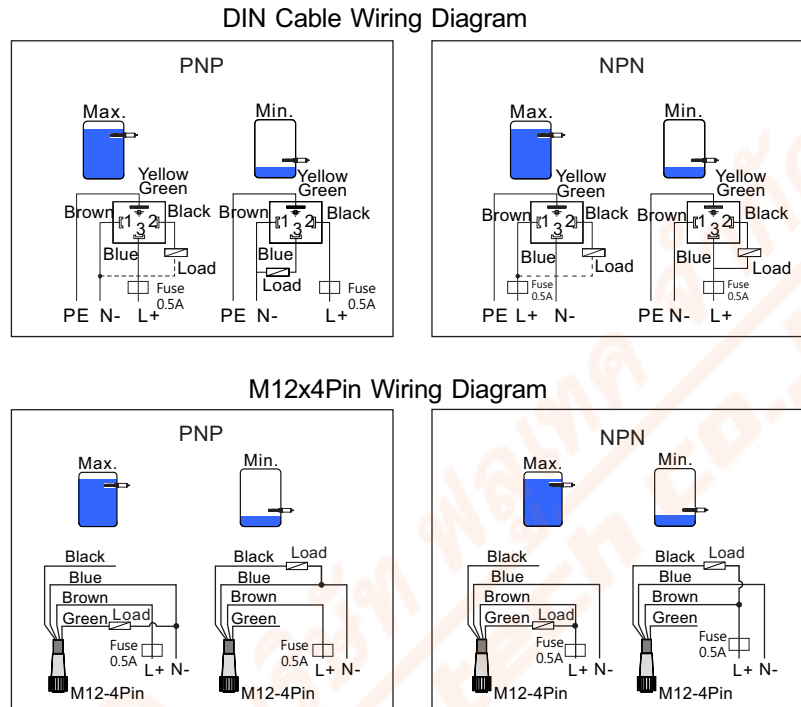 DIN Cable Wiring Diagram
PNP
Max.
Yellow
Green
Brown
1 3 2
Black
Blue
Load
Fuse
0.5A
PE N- L+
Min.
Yellow
Green
Brown
1 3 2
Black
Blue
Load
Fuse
0.5A
PE N- L+
NPN
Max.
Yellow
Green
Brown
1 3 2
Black
Blue
Load
Fuse
0.5A
PE L+ N-
Min.
Yellow
Green
Brown
1 3 2
Black
Blue
Load
Fuse
0.5A
PE N- L+
M12x4Pin Wiring Diagram
PNP
Max.
Black
Blue
Brown
Green Load
Fuse
0.5A
L+ N-
M12-4Pin
Min.
Black Load
Blue
Brown
Green
Fuse
0.5A
L+ N-
M12-4Pin
NPN
Max.
Black
Blue
Brown
Green Load
Fuse
0.5A
L+ N-
M12-4Pin
Min.
Black Load
Blue
Brown
Green
Fuse
0.5A
L+ N-
M12-4Pin